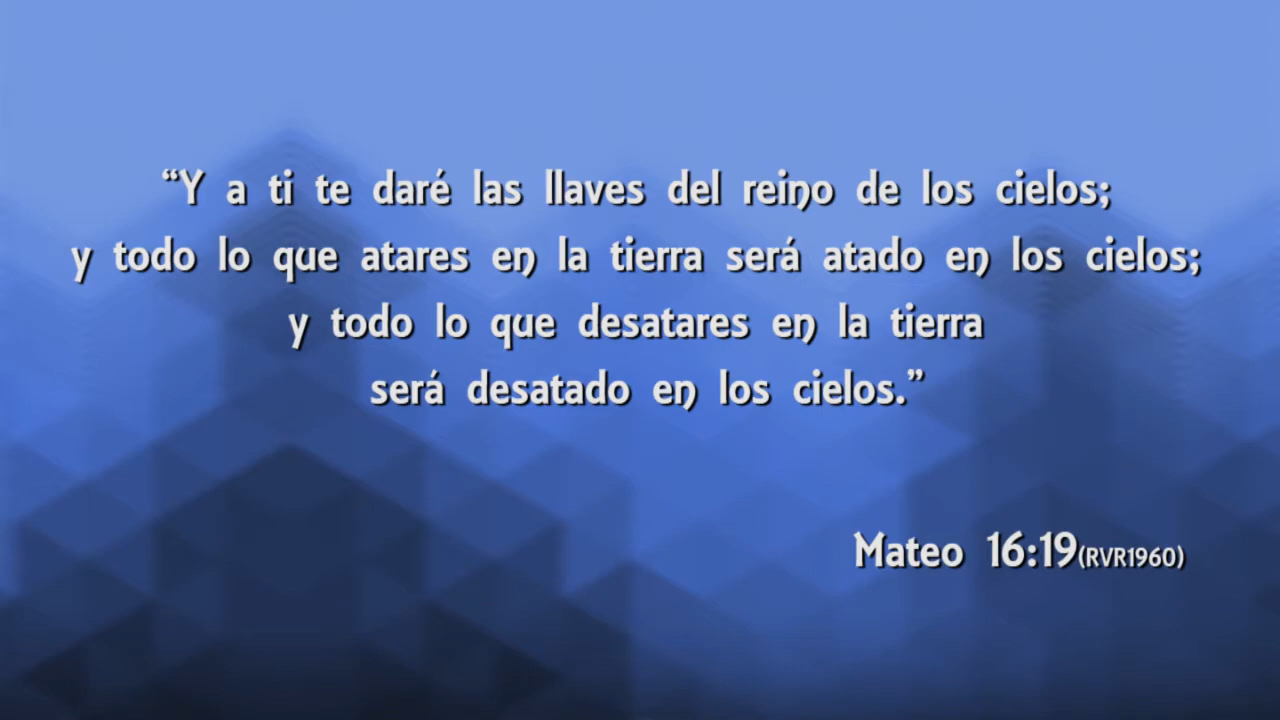 “Y a ti te daré las llaves del reino de los cielos;
y todo lo que atares en la tierra será atado en los cielos;
y todo lo que desatares en la tierra
será desatado en los cielos.”
Mateo 16:19(RVR1960)